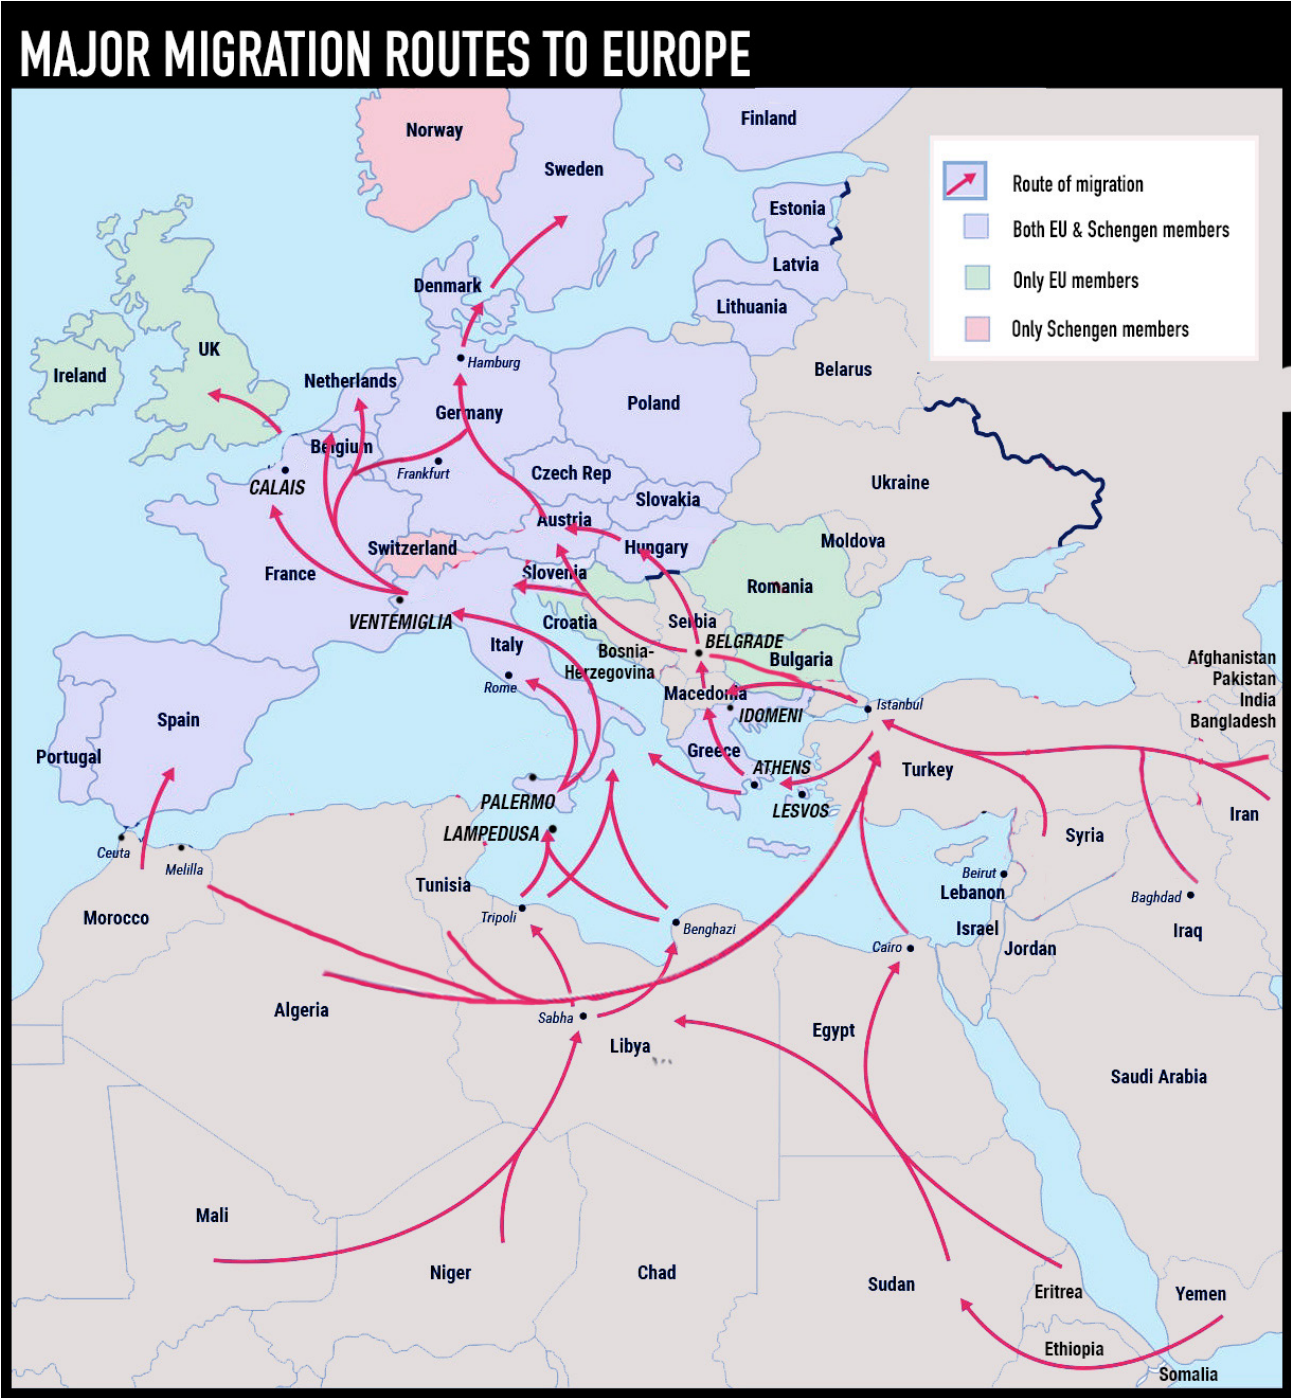 MAJOR MIGRATION ROUTES TO EUROPE
Norway
Finland
Sweden
Route of migration
Both EU & Schengen members
Only EU members
Only Schengen members
Estonia
Latvia
Lithuania
Denmark
Hamburg
UK
Ireland
Netherlands
Belarus
Germany
Poland
Belgium
Frankfurt
Czech Rep
CALAIS
Ukraine
Slovakia
Austria
Switzerland
Hungary
Moldova
France
Slovenia
Romania
VENTEMIGLIA
Croatia
Serbia
BELGRADE
Italy
Bosnia-
Herzegovina
Bulgaria
Afghanistan
Pakistan
India
Bangladesh
Rome
Macedonia
IDOMENI
Istanbul
Spain
Portugal
Greece
ATHENS
Turkey
PALERMO
LESVOS
Iran
LAMPEDUSA
Syria
Ceuta
Melilla
Tunisia
Beirut
Lebanon
Baghdad
Morocco
Tripoli
Benghazi
Israel
Iraq
Cairo
Jordan
Algeria
Sabha
Libya
Egypt
Saudi Arabia
Mali
Niger
Chad
Sudan
Eritrea
Yemen
Ethiopia
Somalia